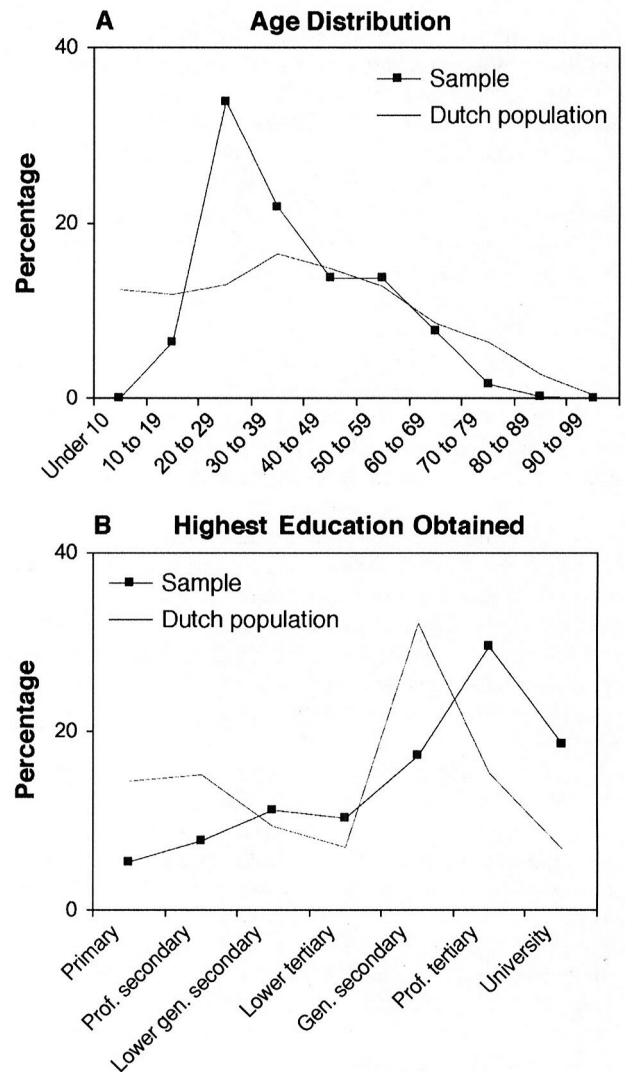 A Age Distribution
40
Sample
Dutch population
Percentage
20
0
Under 10
10 to 19
20 to 29
30 to 39
40 to 49
50 to 59
60 to 69
70 to 79
80 to 89
90 to 99
B Highest Education Obtained
40
Sample
Dutch population
Percentage
20
0
Primary
Prof. secondary
Lower gen. secondary
Lower tertiary
Gen. secondary
Prof. tertiary
University